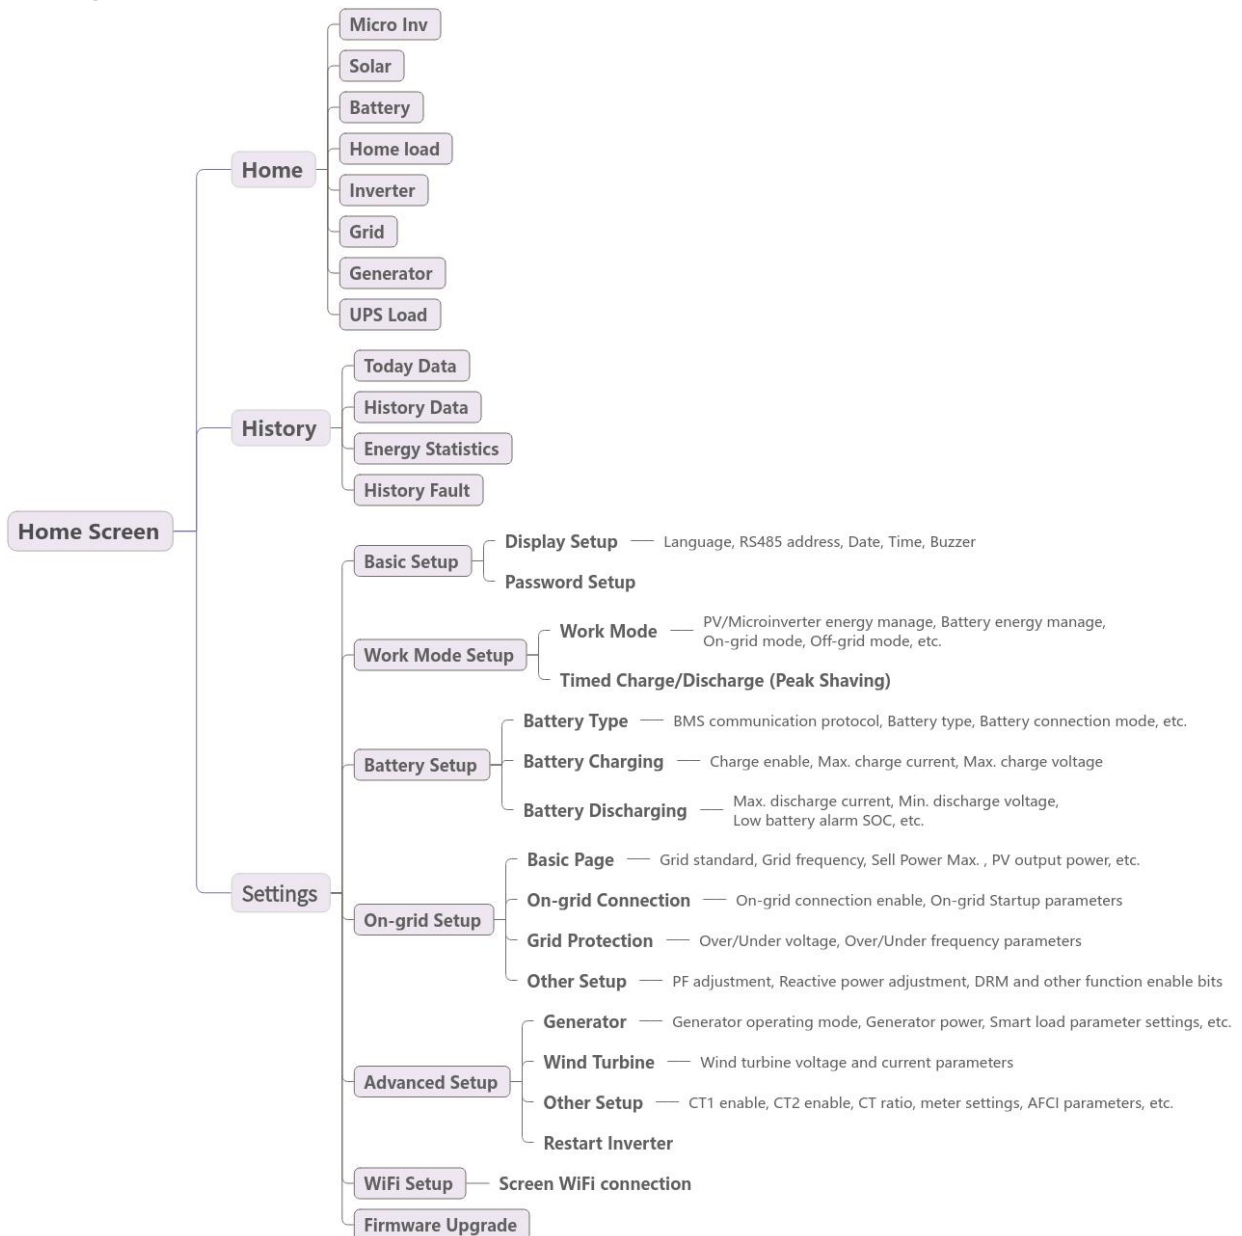 Micro Inv
Solar
Battery
Home load
Home
Inverter
Grid
Generator
UPS Load
Today Data
History Data
History
Energy Statistics
History Fault
Home Screen
Display Setup
Language, RS485 address, Date, Time, Buzzer
Basic Setup
Password Setup
Work Mode
PV/Microinverter energy manage, Battery energy manage,
On-grid mode, Off-grid mode, etc.
Work Mode Setup
Timed Charge/Discharge (Peak Shaving)
Battery Type
BMS communication protocol, Battery type, Battery connection mode, etc.
Battery Setup
Battery Charging
Charge enable, Max. charge current, Max. charge voltage
Battery Discharging
Max. discharge current, Min. discharge voltage,
Low battery alarm SOC, etc.
Settings
Basic Page
Grid standard, Grid frequency, Sell Power Max. , PV output power, etc.
On-grid Connection
On-grid connection enable, On-grid Startup parameters
On-grid Setup
Grid Protection
Over/Under voltage, Over/Under frequency parameters
Other Setup
PF adjustment, Reactive power adjustment, DRM and other function enable bits
Generator
Generator operating mode, Generator power, Smart load parameter settings, etc.
Wind Turbine
Wind turbine voltage and current parameters
Advanced Setup
Other Setup
CT1 enable, CT2 enable, CT ratio, meter settings, AFCI parameters, etc.
Restart Inverter
WiFi Setup
Screen WiFi connection
Firmware Upgrade